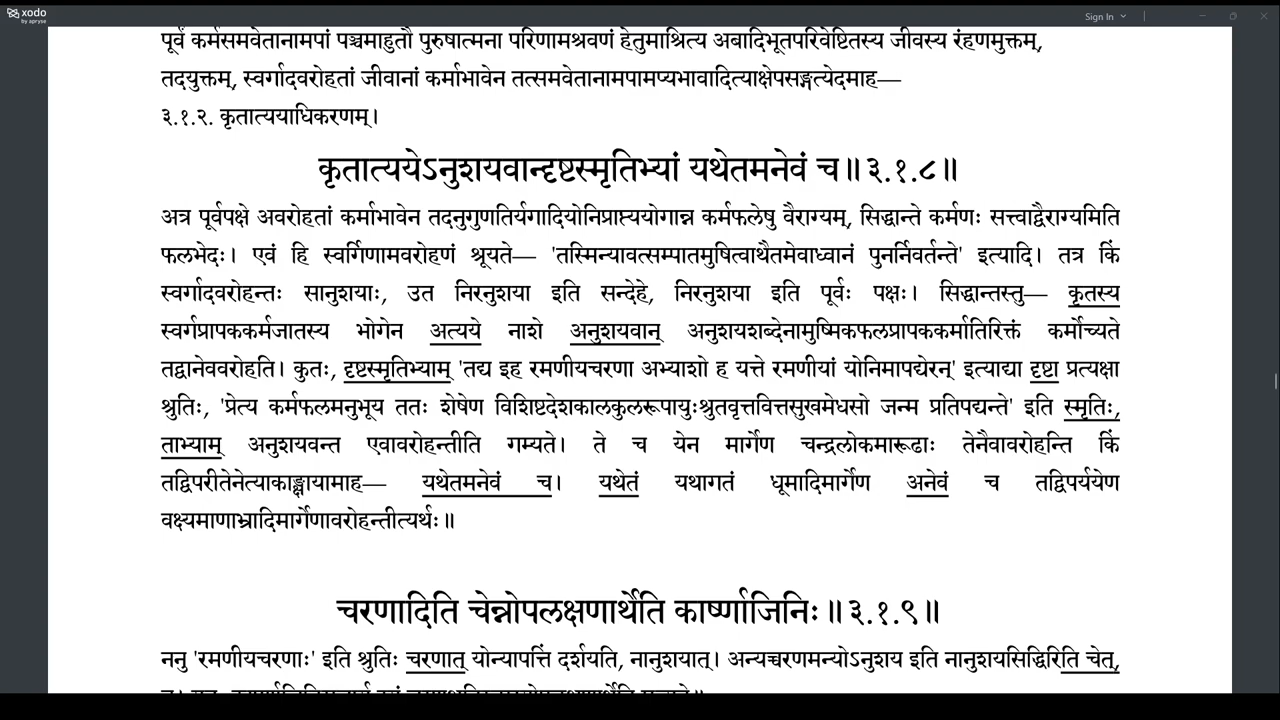 xodo
by apryse
Sign In
पूर्वं कर्मसमवेतानामपां पञ्चमाहुतौ पुरुषात्मना परिणामश्रवणं हेतुमाश्रित्य अबादिभूतपरिवेष्टितस्य जीवस्य रंहणमुक्तम्,
तदयुक्तम्, स्वर्गादवरोहतां जीवानां कर्माभावेन तत्समवेतानामपामप्यभावादित्याक्षेपसङ्गत्येदमाह—
३.१.२. कृतात्ययाधिकरणम्।
कृतात्ययेऽनुशयवान्दृष्टस्मृतिभ्यां यथेतमनेवं च॥३.१.८॥
अत्र पूर्वपक्षे अवरोहतां कर्माभावेन तदनुगुणतिर्यगादियोनिप्राप्त्ययोगान्न कर्मफलेषु वैराग्यम्, सिद्धान्ते कर्मणः सत्त्वाद्वैराग्यमिति
फलभेदः। एवं हि स्वर्गिणामवरोहणं श्रूयते— 'तस्मिन्यावत्सम्पातमुषित्वाथैतमेवाध्वानं पुनर्निवर्तन्ते' इत्यादि। तत्र किं
स्वर्गादवरोहन्तः सानुशयाः, उत निरनुशया इति सन्देहे, निरनुशया इति पूर्वः पक्षः। सिद्धान्तस्तु— कृतस्य
स्वर्गप्रापककर्मजातस्य भोगेन अत्यये नाशे अनुशयवान् अनुशयशब्देनामुष्मिकफलप्रापककर्मातिरिक्तं कर्मोच्यते
तद्वानेववरोहति। कुतः, दृष्टस्मृतिभ्याम् 'तद्य इह रमणीयचरणा अभ्याशो ह यत्ते रमणीयां योनिमापद्येरन्' इत्याद्या दृष्टा प्रत्यक्षा
श्रुतिः, 'प्रेत्य कर्मफलमनुभूय ततः शेषेण विशिष्टदेशकालकुलरूपायुःश्रुतवृत्तवित्तसुखमेधसो जन्म प्रतिपद्यन्ते' इति स्मृतिः,
ताभ्याम् अनुशयवन्त एवावरोहन्तीति गम्यते। ते च येन मार्गेण चन्द्रलोकमारूढाः तेनैवावरोहन्ति किं
तद्विपरीतेनेत्याकाङ्क्षायामाह— यथेतमनेवं च। यथेतं यथागतं धूमादिमार्गेण अनेवं च तद्विपर्ययेण
वक्ष्यमाणाभ्रादिमार्गेणावरोहन्तीत्यर्थः॥
चरणादिति चेन्नोपलक्षणार्थेति कार्ष्णाजिनिः॥३.१.९॥
ननु 'रमणीयचरणाः' इति श्रुतिः चरणात् योन्यापत्तिं दर्शयति, नानुशयात्। अन्यच्चरणमन्योऽनुशय इति नानुशयसिद्धिरिति चेत्,